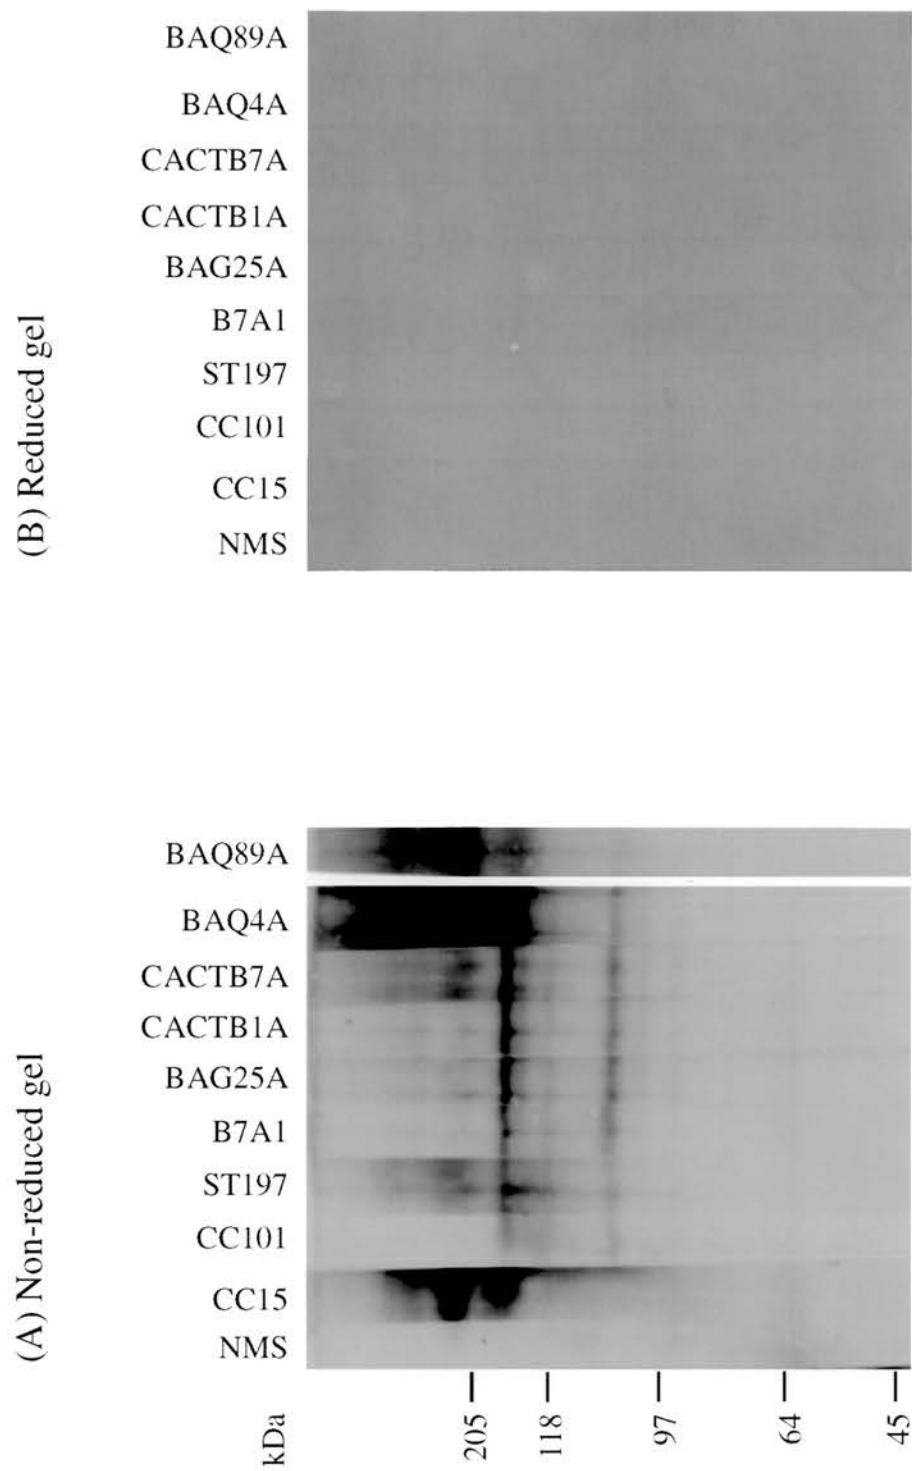 (B) Reduced gel
BAQ89A
BAQ4A
CACTB7A
CACTB1A
BAG25A
B7A1
ST197
CC101
CC15
NMS
(A) Non-reduced gel
BAQ89A
BAQ4A
CACTB7A
CACTB1A
BAG25A
B7A1
ST197
CC101
CC15
NMS
kDa
205
118
97
64
45